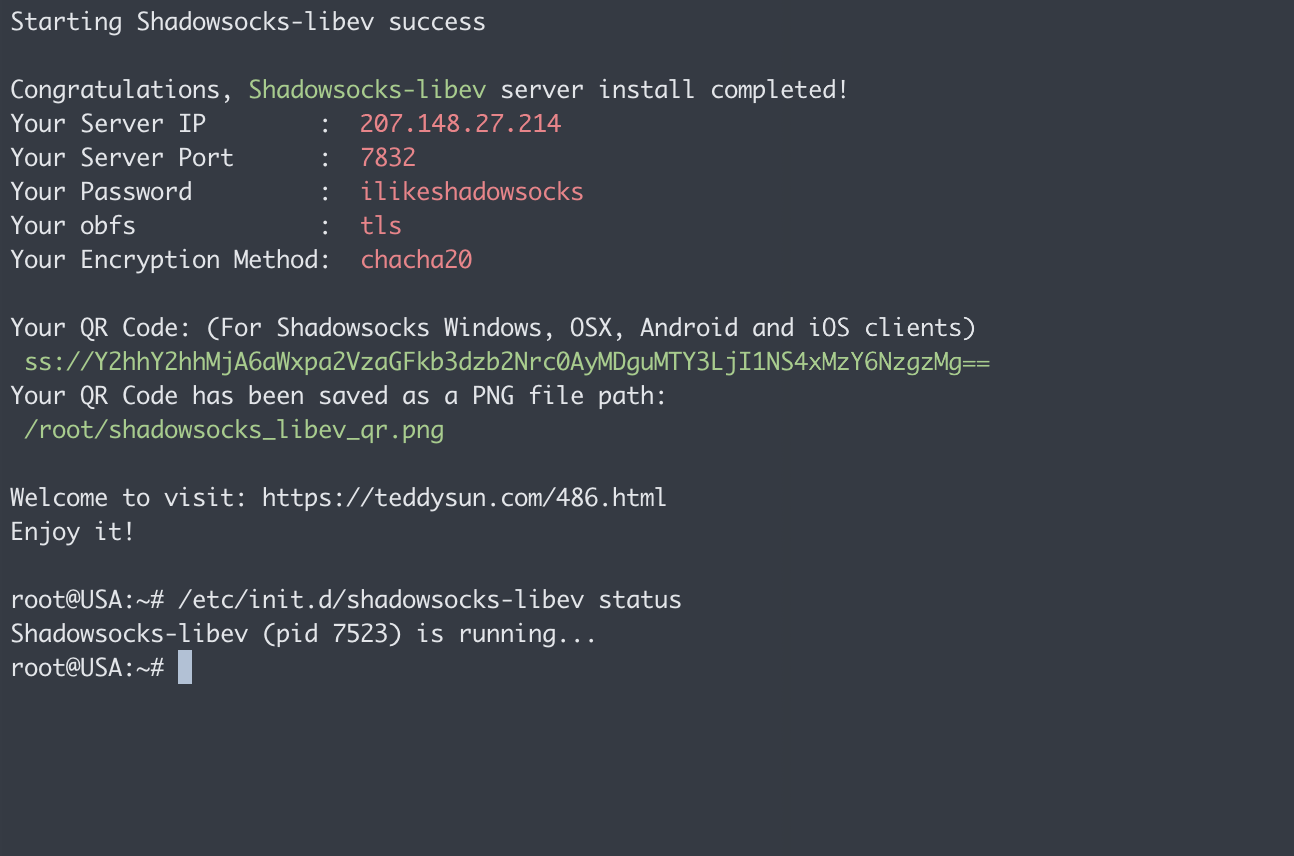 Starting Shadowsocks-libev success
Congratulations, Shadowsocks-libev server install completed!
Your Server IP        :  207.148.27.214
Your Server Port      :  7832
Your Password         :  ilikeshadowsocks
Your obfs             :  tls
Your Encryption Method:  chacha20
Your QR Code: (For Shadowsocks Windows, OSX, Android and iOS clients)
 ss://Y2hhY2hhMjA6aWxpa2VzaGFkb3dzb2Nrc0AyMDguMTY3LjI1NS4xMzY6NzgzMg==
Your QR Code has been saved as a PNG file path:
 /root/shadowsocks_libev_qr.png
Welcome to visit: https://teddysun.com/486.html
Enjoy it!
root@USA:~# /etc/init.d/shadowsocks-libev status
Shadowsocks-libev (pid 7523) is running...
root@USA:~#